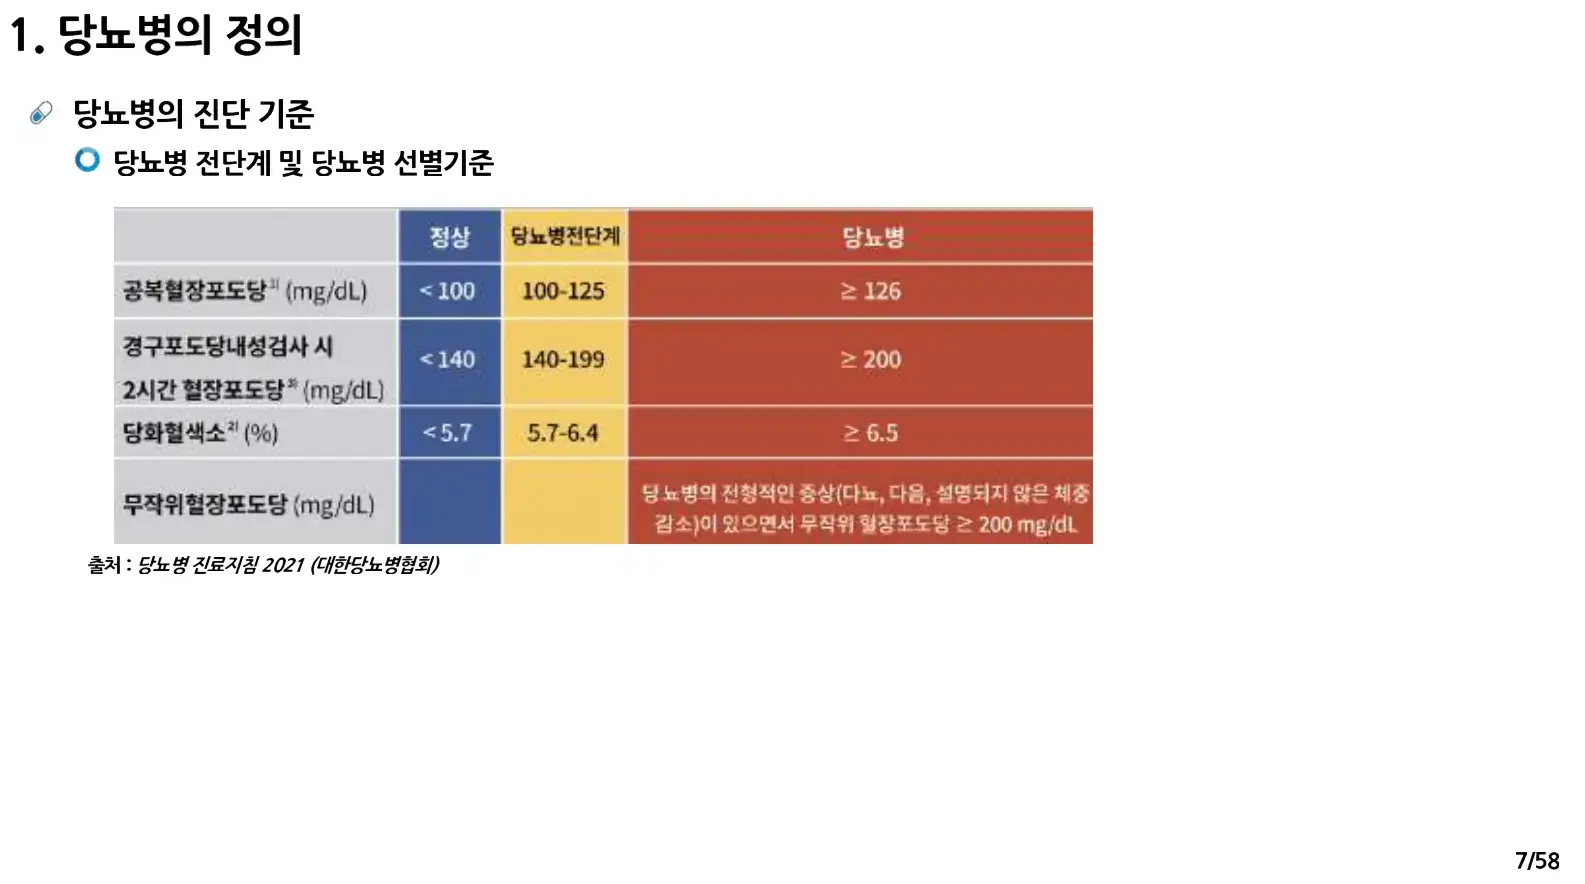 1. 당뇨병의 정의
당뇨병의 진단 기준
당뇨병 전단계 및 당뇨병 선별기준
정상 당뇨병전단계 당뇨병
공복혈장포도당¹⁾ (mg/dL) < 100 100-125 ≥ 126
경구포도당내성검사 시
2시간 혈장포도당³⁾ (mg/dL) < 140 140-199 ≥ 200
당화혈색소²⁾ (%) < 5.7 5.7-6.4 ≥ 6.5
무작위혈장포도당 (mg/dL)
당뇨병의 전형적인 증상(다뇨, 다음, 설명되지 않은 체중
감소)이 있으면서 무작위 혈장포도당 ≥ 200 mg/dL
출처 : 당뇨병 진료지침 2021 (대한당뇨병협회)
7/58